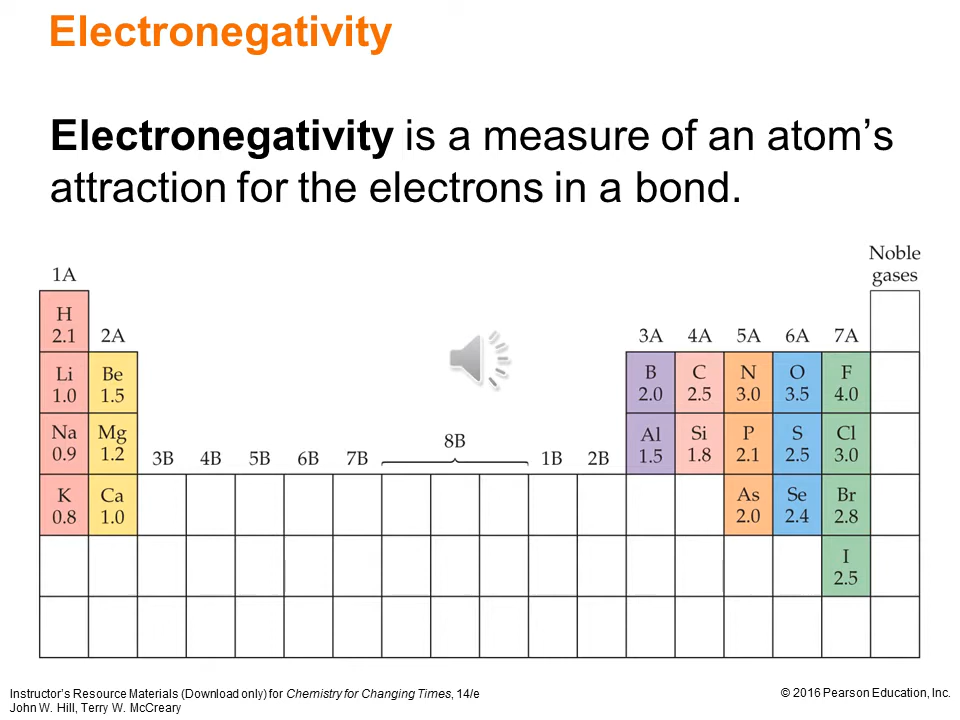 Electronegativity
Electronegativity is a measure of an atom’s
attraction for the electrons in a bond.
Noble
1A gases
H
2.1 2A 3A 4A 5A 6A 7A
Li Be B C N O F
1.0 1.5 2.0 2.5 3.0 3.5 4.0
Na Mg Al Si P S Cl
0.9 1.2 1.5 1.8 2.1 2.5 3.0
3B 4B 5B 6B 7B 8B 1B 2B
K Ca As Se Br
0.8 1.0 2.0 2.4 2.8
I
2.5
Instructor’s Resource Materials (Download only) for Chemistry for Changing Times, 14/e
John W. Hill, Terry W. McCreary
© 2016 Pearson Education, Inc.